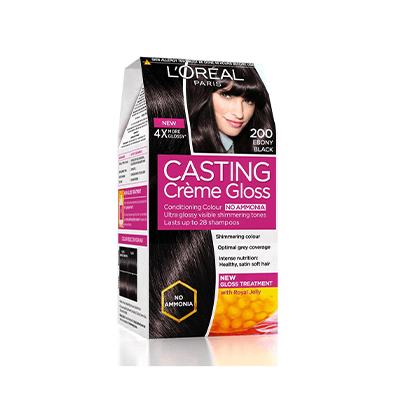 L'ORÉAL
PARIS
NEW
4X MORE GLOSSY*
200
EBONY
BLACK
CASTING
Crème Gloss
Conditioning Colour NO AMMONIA
Ultra glossy visible shimmering tones
Lasts up to 28 shampoos
Shimmering colour
Optimal grey coverage
Intense nutrition:
Healthy, satin soft hair
NEW
GLOSS TREATMENT
with Royal Jelly
NO
AMMONIA